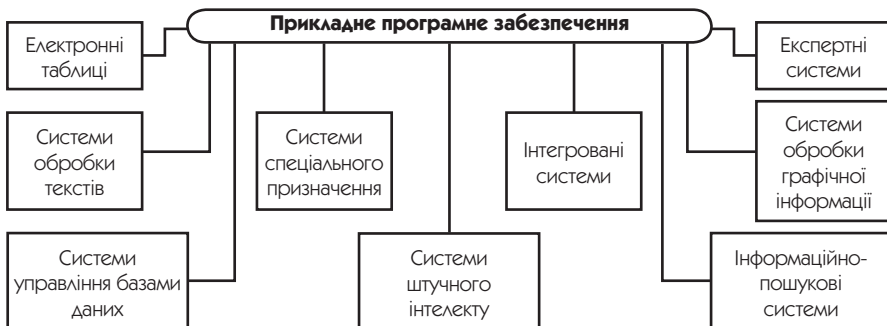 Прикладне програмне забезпечення
Електронні
таблиці
Експертні
системи
Системи
обробки
текстів
Системи
спеціального
призначення
Інтегровані
системи
Системи
обробки
графічної
інформації
Системи
управління базами
даних
Системи
штучного
інтелекту
Інформаційно-
пошукові
системи